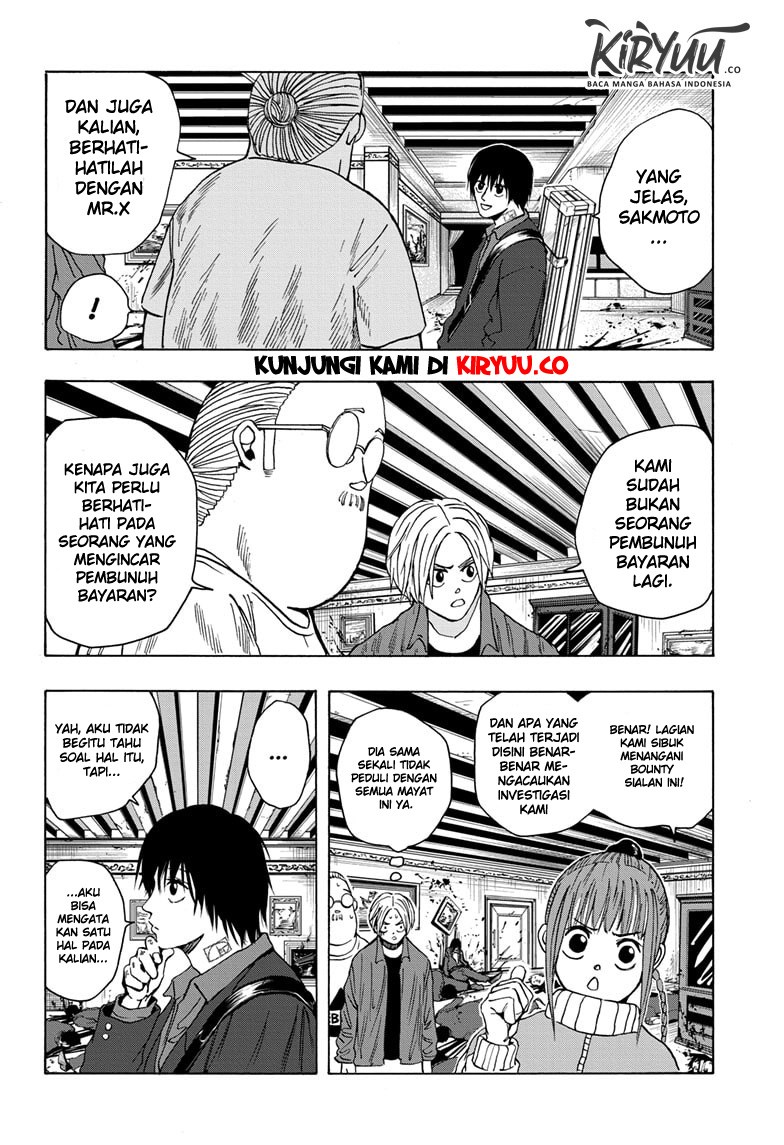 KIRYUU.CO
BACA MANGA BAHASA INDONESIA
YANG
JELAS,
SAKMOTO
...
DAN JUGA
KALIAN,
BERHATI-
HATILAH
DENGAN
MR.X
!
KUNJUNGI KAMI DI KIRYUU.CO
KAMI
SUDAH
BUKAN
SEORANG
PEMBUNUH
BAYARAN
LAGI.
KENAPA JUGA
KITA PERLU
BERHATI-
HATI PADA
SEORANG YANG
MENGINCAR
PEMBUNUH
BAYARAN?
BENAR! LAGIAN
KAMI SIBUK
MENANGANI
BOUNTY
SIALAN INI!
DAN APA YANG
TELAH TERJADI
DISINI BENAR-
BENAR ME-
NGACAUKAN
INVESTIGASI
KAMI
DIA SAMA
SEKALI TIDAK
PEDULI DENGAN
SEMUA MAYAT
INI YA.
B
...
YAH, AKU TIDAK
BEGITU TAHU
SOAL HAL ITU,
TAPI...
...AKU
BISA
MENGATA
KAN SATU
HAL PADA
KALIAN...